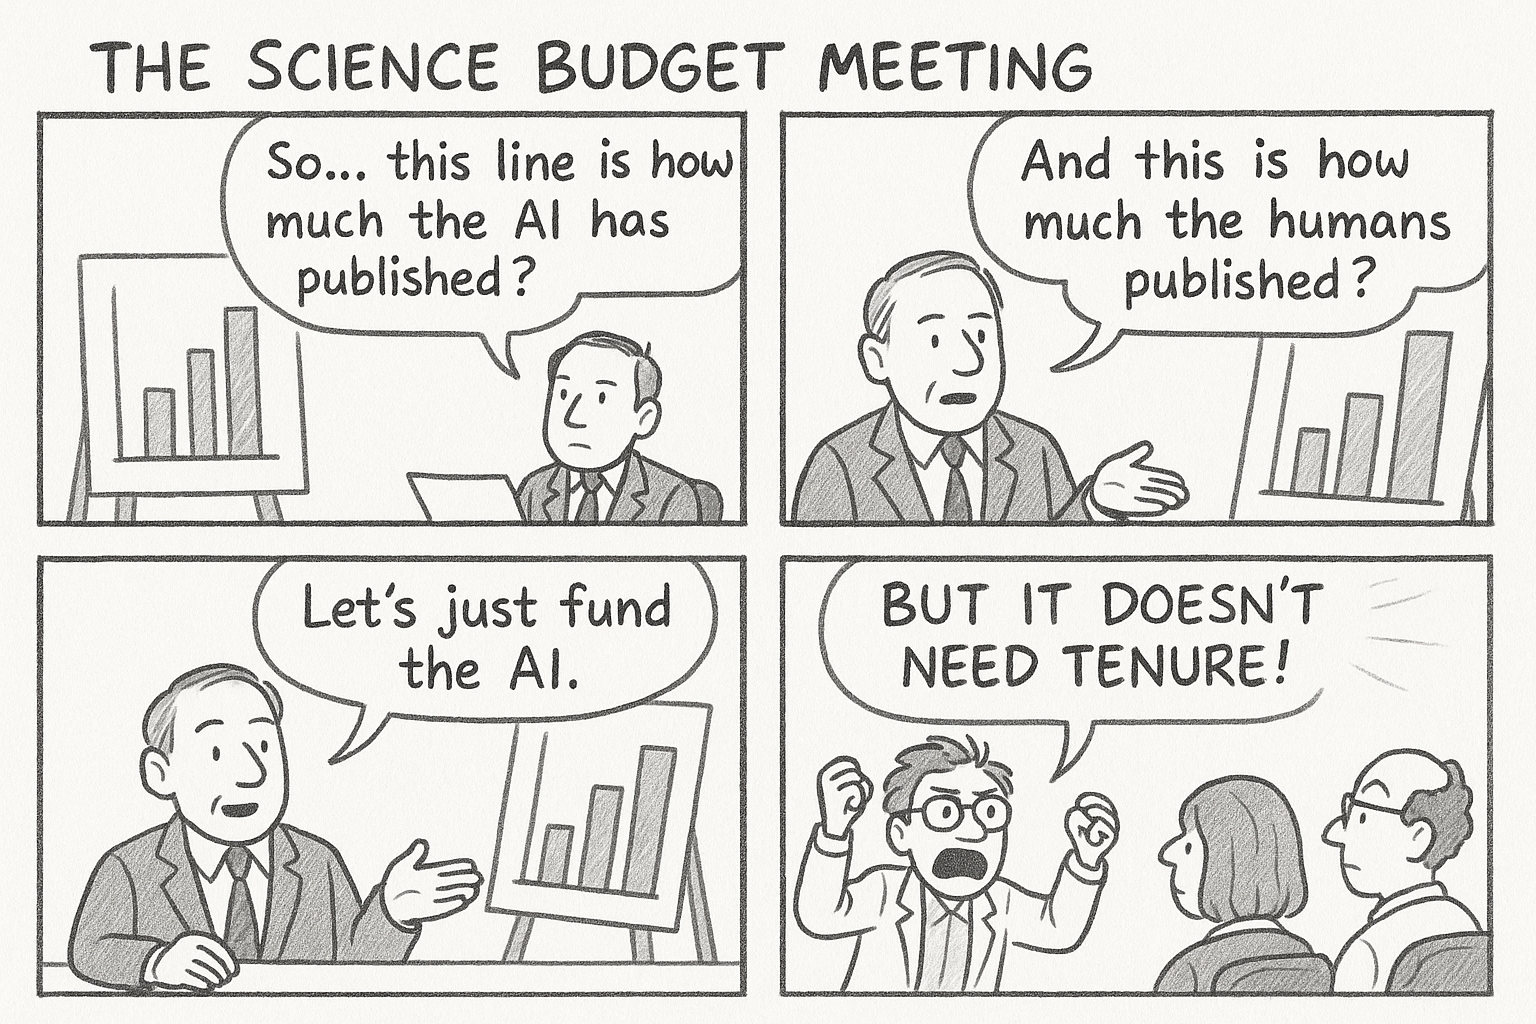 THE SCIENCE BUDGET MEETING
So... this line is how
much the AI has
published?
And this is how
much the humans
published?
Let's just fund
the AI.
BUT IT DOESN'T
NEED TENURE!